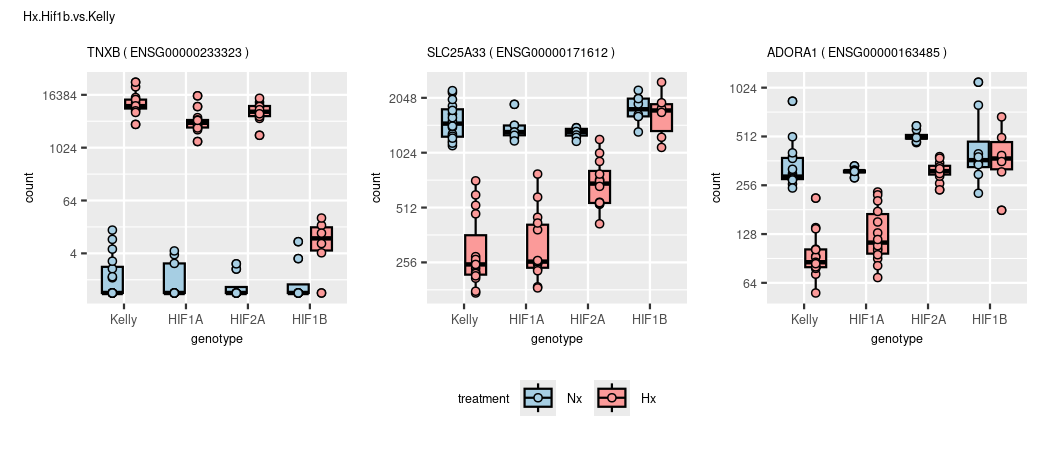 Hx.Hif1b.vs.Kelly
TNXB ( ENSG00000233323 )
count
16384
1024
64
4
Kelly HIF1A HIF2A HIF1B
genotype
SLC25A33 ( ENSG00000171612 )
count
2048
1024
512
256
Kelly HIF1A HIF2A HIF1B
genotype
ADORA1 ( ENSG00000163485 )
count
1024
512
256
128
64
Kelly HIF1A HIF2A HIF1B
genotype
treatment Nx Hx